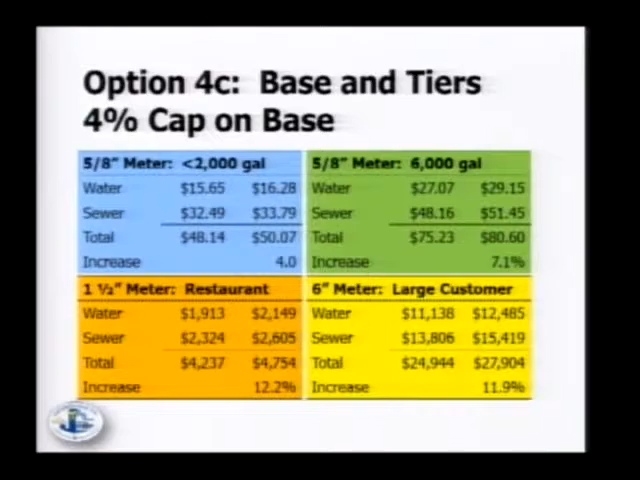 Option 4c: Base and Tiers
4% Cap on Base
5/8" Meter: <2,000 gal
Water $15.65 $16.28
Sewer $32.49 $33.79
Total $48.14 $50.07
Increase 4.0
5/8" Meter: 6,000 gal
Water $27.07 $29.15
Sewer $48.16 $51.45
Total $75.23 $80.60
Increase 7.1%
1 ½" Meter: Restaurant
Water $1,913 $2,149
Sewer $2,324 $2,605
Total $4,237 $4,754
Increase 12.2%
6" Meter: Large Customer
Water $11,138 $12,485
Sewer $13,806 $15,419
Total $24,944 $27,904
Increase 11.9%